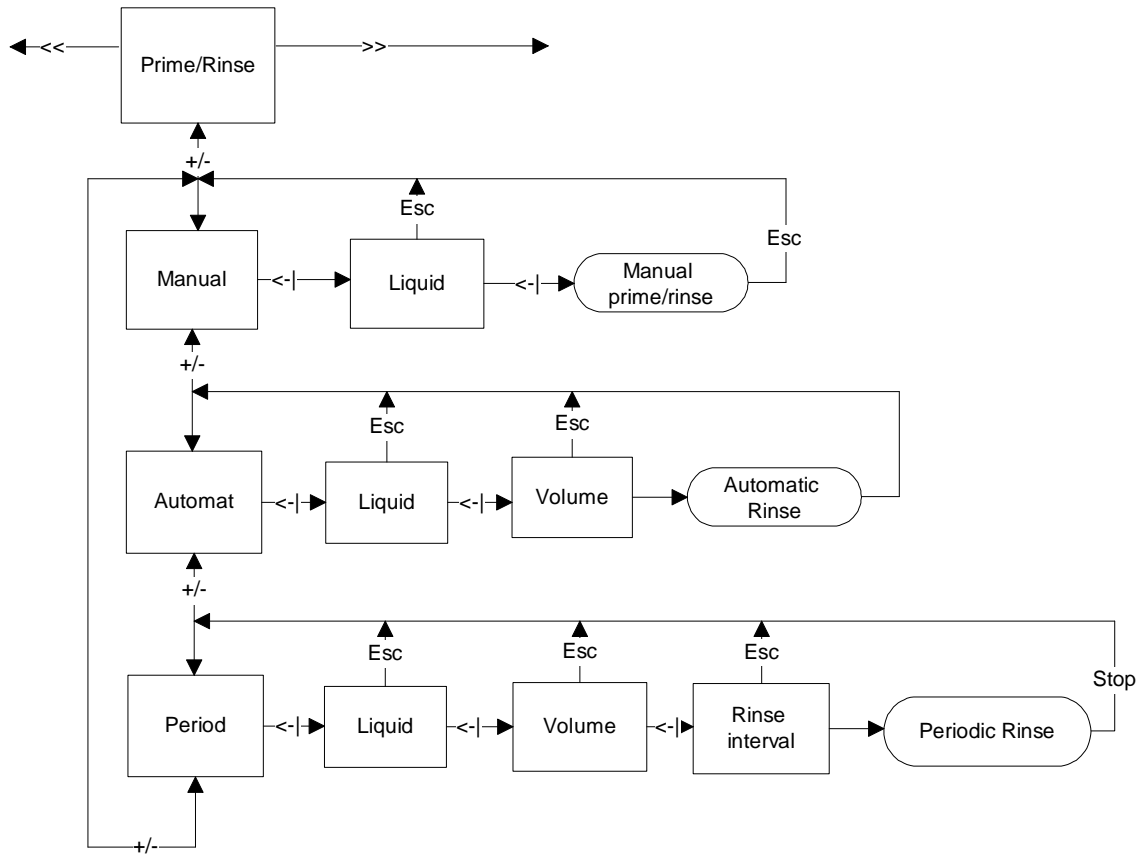 <<
>>
Prime/Rinse
+/-
Esc
Esc
Manual
<-|
Liquid
<-|
Manual
prime/rinse
+/-
Esc
Esc
Automat
<-|
Liquid
<-|
Volume
Automatic
Rinse
+/-
Esc
Esc
Esc
Stop
Period
<-|
Liquid
<-|
Volume
<-|
Rinse
interval
Periodic Rinse
+/-